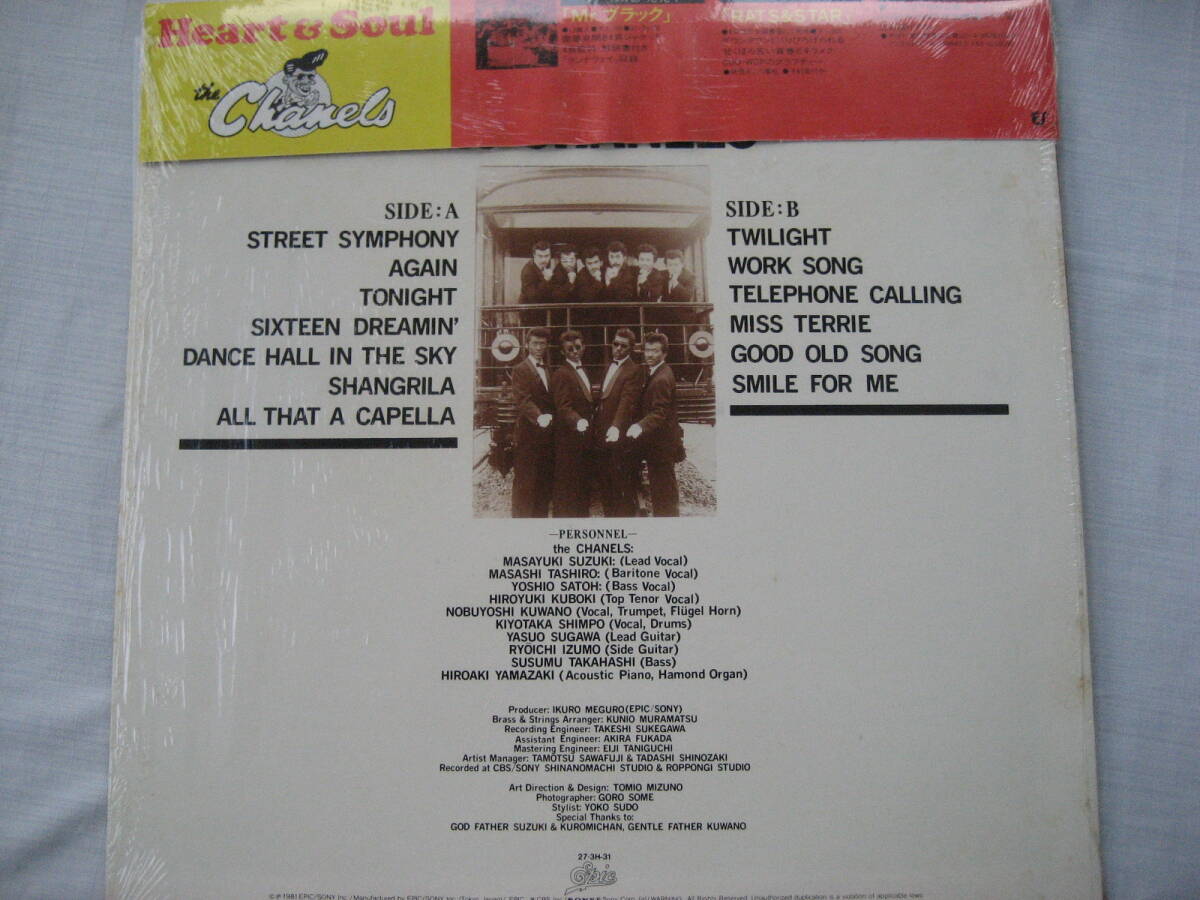 Heart & Soul
the
Chanels
「Mr.ブラック」
「RATS&STAR」
EJ
SIDE: A
STREET SYMPHONY
AGAIN
TONIGHT
SIXTEEN DREAMIN'
DANCE HALL IN THE SKY
SHANGRILA
ALL THAT A CAPELLA
SIDE: B
TWILIGHT
WORK SONG
TELEPHONE CALLING
MISS TERRIE
GOOD OLD SONG
SMILE FOR ME
—PERSONNEL—
the CHANELS:
MASAYUKI SUZUKI: (Lead Vocal)
MASASHI TASHIRO: (Baritone Vocal)
YOSHIO SATOH: (Bass Vocal)
HIROYUKI KUBOKI (Top Tenor Vocal)
NOBUYOSHI KUWANO (Vocal, Trumpet, Flügel Horn)
KIYOTAKA SHIMPO (Vocal, Drums)
YASUO SUGAWA (Lead Guitar)
RYOICHI IZUMO (Side Guitar)
SUSUMU TAKAHASHI (Bass)
HIROAKI YAMAZAKI (Acoustic Piano, Hamond Organ)
Producer: IKURO MEGURO(EPIC/SONY)
Brass & Strings Arranger: KUNIO MURAMATSU
Recording Engineer: TAKESHI SUKEGAWA
Assistant Engineer: AKIRA FUKADA
Mastering Engineer: EIJI TANIGUCHI
Artist Manager: TAMOTSU SAWAFUJI & TADASHI SHINOZAKI
Recorded at CBS/SONY SHINANOMACHI STUDIO & ROPPONGI STUDIO
Art Direction & Design: TOMIO MIZUNO
Photographer: GORO SOME
Stylist: YOKO SUDO
Special Thanks to:
GOD FATHER SUZUKI & KUROMICHAN, GENTLE FATHER KUWANO
27·3H-31
Epic